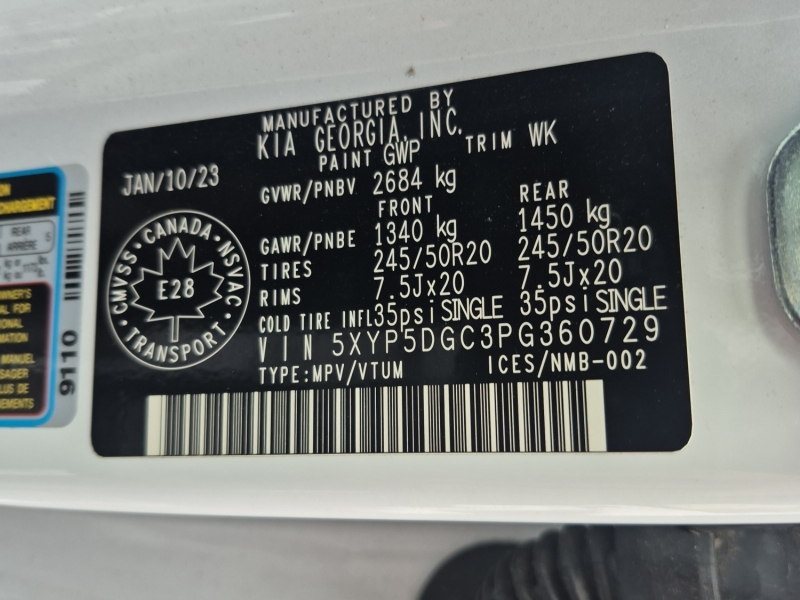 MANUFACTURED BY
KIA GEORGIA, INC.
PAINT GWP TRIM WK
JAN/10/23
GVWR/PNBV 2684 kg
FRONT REAR
GAWR/PNBE 1340 kg 1450 kg
TIRES 245/50R20 245/50R20
RIMS 7.5Jx20 7.5Jx20
COLD TIRE INFL 35psi SINGLE 35psi SINGLE
VIN 5XYP5DGC3PG360729
TYPE:MPV/VTUM ICES/NMB-002
CMVSS · CANADA · NSVAC · TRANSPORT ·
E28
REAR
ARRIÈRE
9110